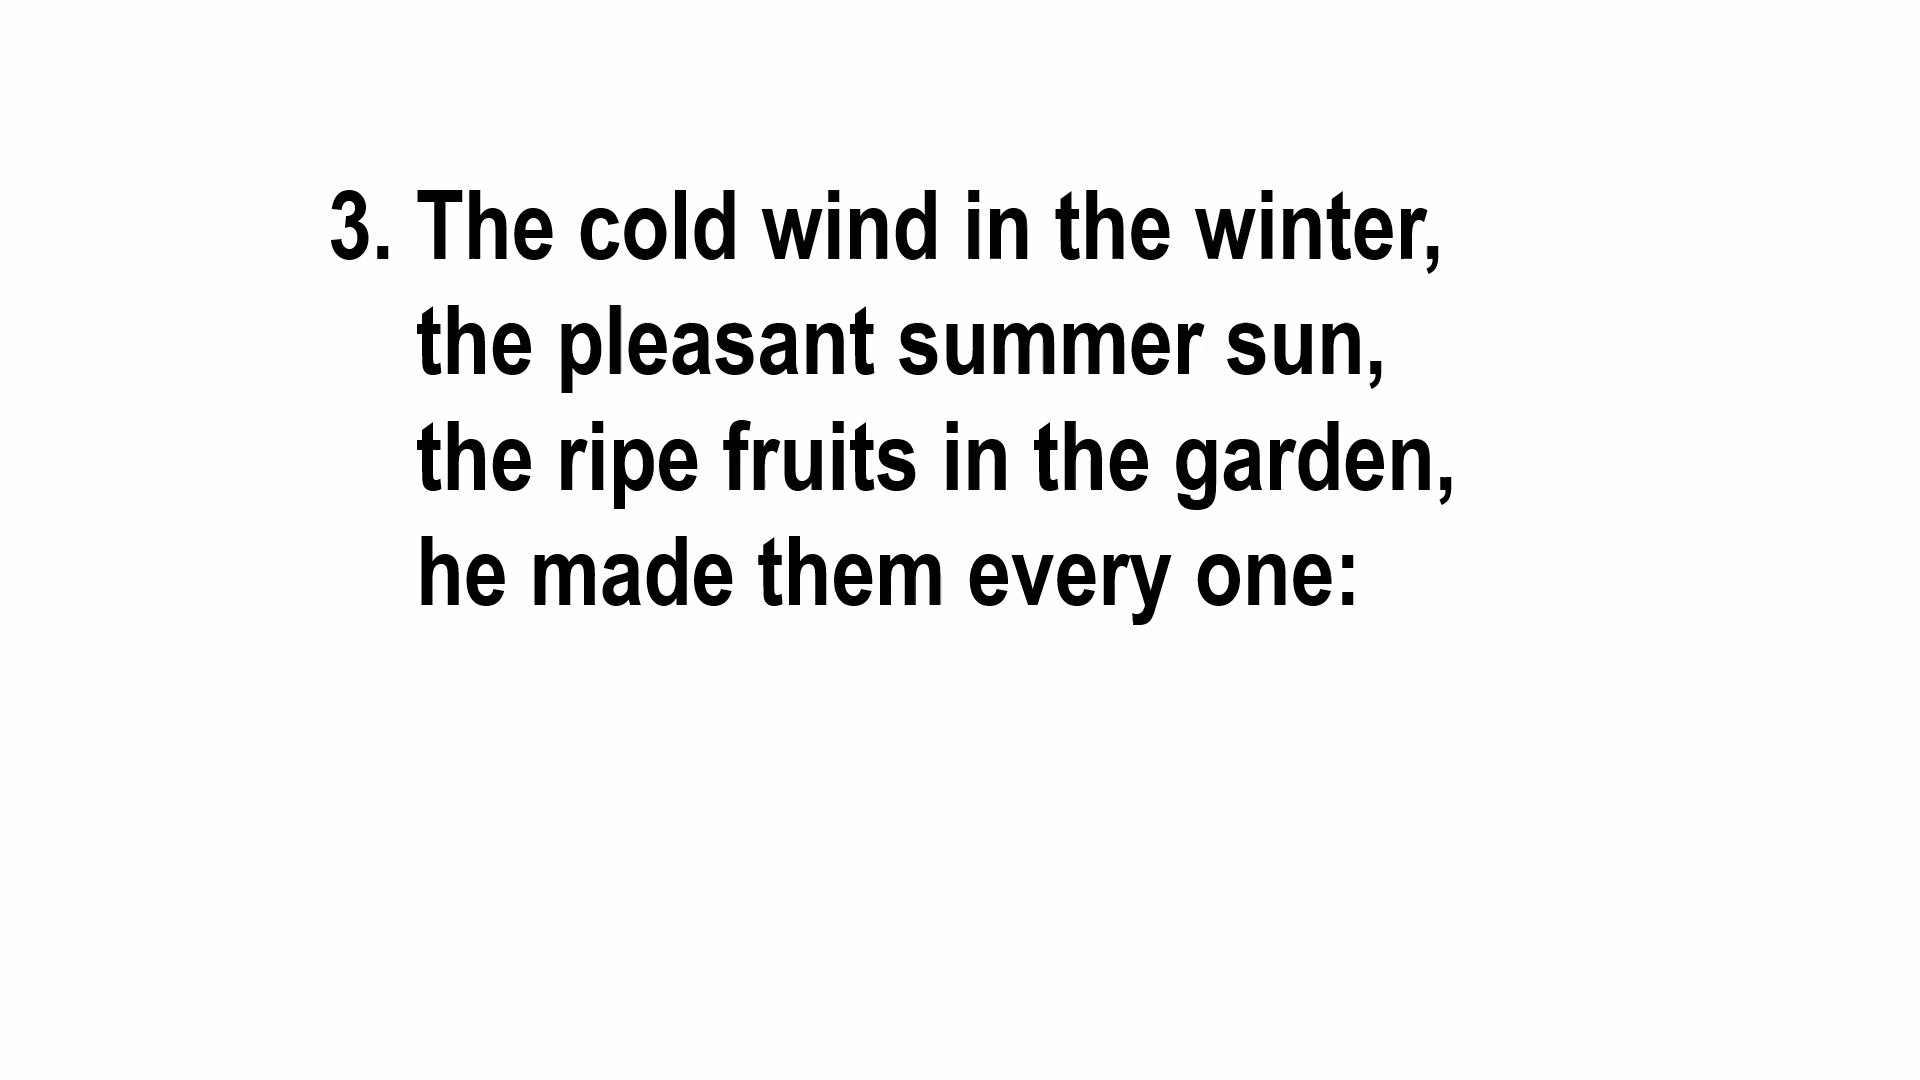 3. The cold wind in the winter,
the pleasant summer sun,
the ripe fruits in the garden,
he made them every one: